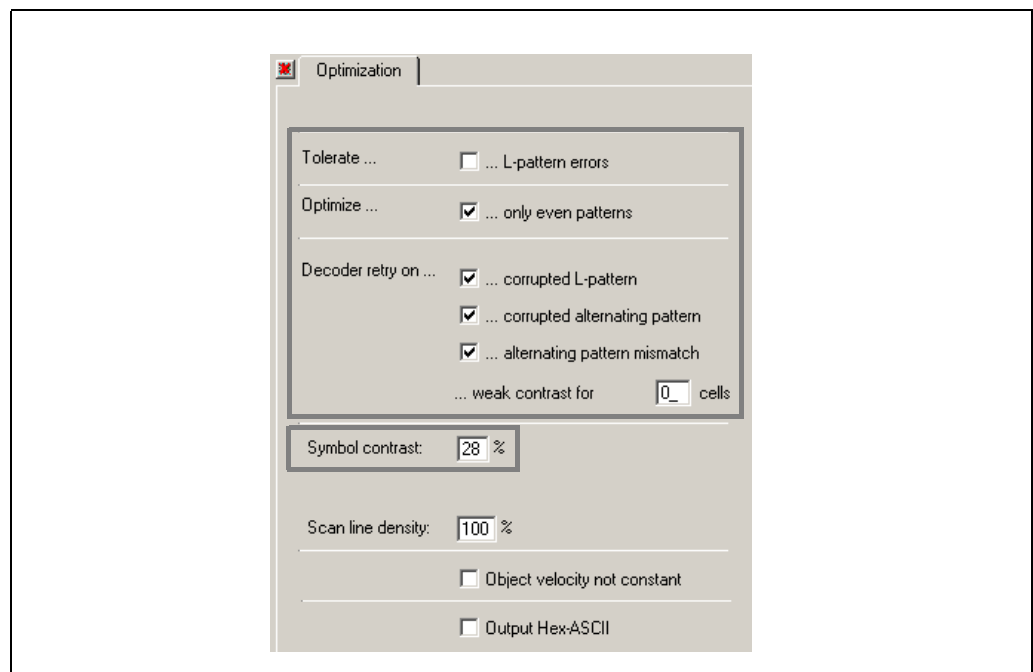 Optimization
Tolerate ... ... L-pattern errors
Optimize ... ... only even patterns
Decoder retry on ... ... corrupted L-pattern
... corrupted alternating pattern
... alternating pattern mismatch
... weak contrast for 0_ cells
Symbol contrast: 28 %
Scan line density: 100 %
Object velocity not constant
Output Hex-ASCII